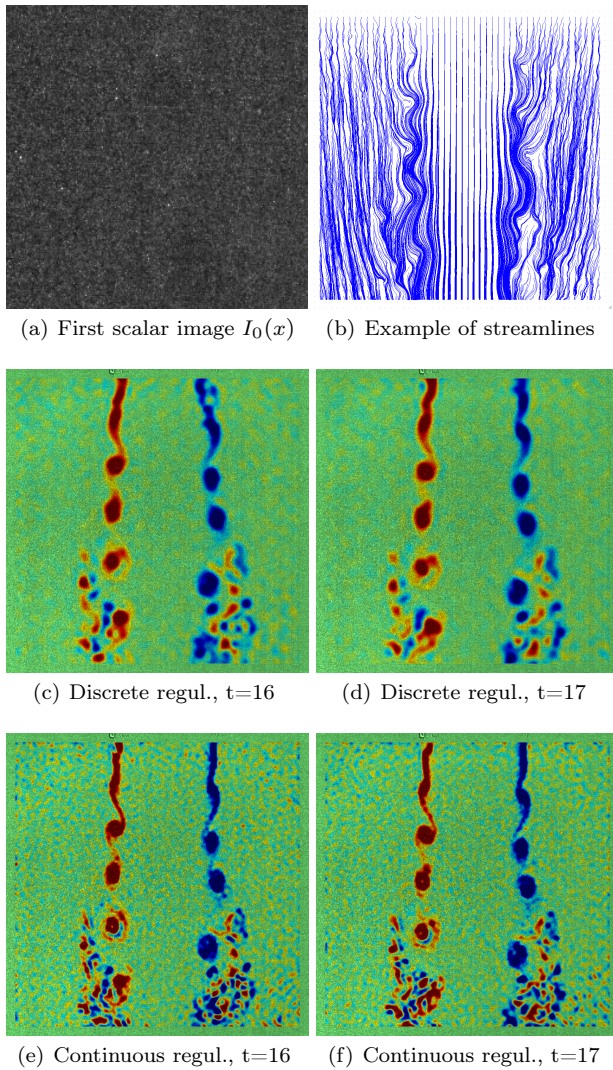 (a) First scalar image I₀(x)
(b) Example of streamlines
(c) Discrete regul., t=16
(d) Discrete regul., t=17
(e) Continuous regul., t=16
(f) Continuous regul., t=17